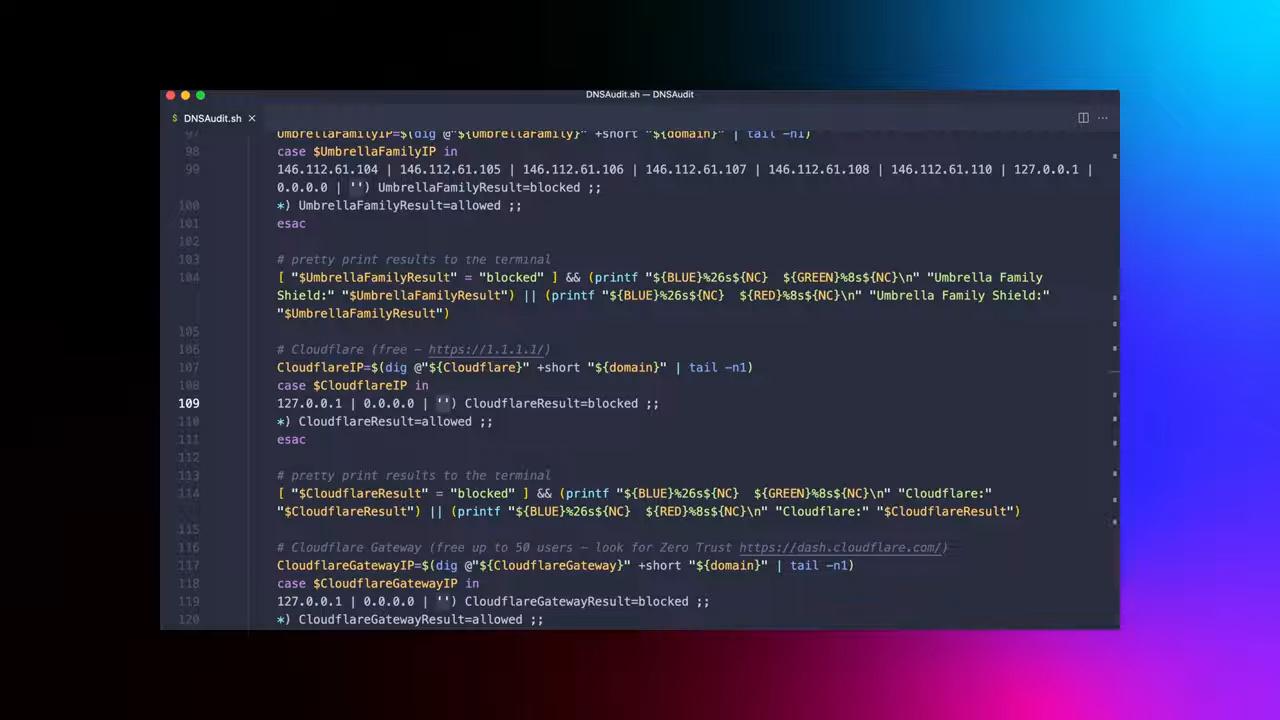 DNSAudit.sh — DNSAudit
$ DNSAudit.sh ×
97 UmbrellaFamilyIP=$(dig @"${UmbrellaFamily}" +short "${domain}" | tail -n1)
98 case $UmbrellaFamilyIP in
99 146.112.61.104 | 146.112.61.105 | 146.112.61.106 | 146.112.61.107 | 146.112.61.108 | 146.112.61.110 | 127.0.0.1 |
0.0.0.0 | '') UmbrellaFamilyResult=blocked ;;
100 *) UmbrellaFamilyResult=allowed ;;
101 esac
102
103 # pretty print results to the terminal
104 [ "$UmbrellaFamilyResult" = "blocked" ] && (printf "${BLUE}%26s${NC}  ${GREEN}%8s${NC}\n" "Umbrella Family
Shield:" "$UmbrellaFamilyResult") || (printf "${BLUE}%26s${NC}  ${RED}%8s${NC}\n" "Umbrella Family Shield:"
"$UmbrellaFamilyResult")
105
106 # Cloudflare (free – https://1.1.1.1/)
107 CloudflareIP=$(dig @"${Cloudflare}" +short "${domain}" | tail -n1)
108 case $CloudflareIP in
109 127.0.0.1 | 0.0.0.0 | '') CloudflareResult=blocked ;;
110 *) CloudflareResult=allowed ;;
111 esac
112
113 # pretty print results to the terminal
114 [ "$CloudflareResult" = "blocked" ] && (printf "${BLUE}%26s${NC}  ${GREEN}%8s${NC}\n" "Cloudflare:"
"$CloudflareResult") || (printf "${BLUE}%26s${NC}  ${RED}%8s${NC}\n" "Cloudflare:" "$CloudflareResult")
115
116 # Cloudflare Gateway (free up to 50 users – look for Zero Trust https://dash.cloudflare.com/)
117 CloudflareGatewayIP=$(dig @"${CloudflareGateway}" +short "${domain}" | tail -n1)
118 case $CloudflareGatewayIP in
119 127.0.0.1 | 0.0.0.0 | '') CloudflareGatewayResult=blocked ;;
120 *) CloudflareGatewayResult=allowed ;;